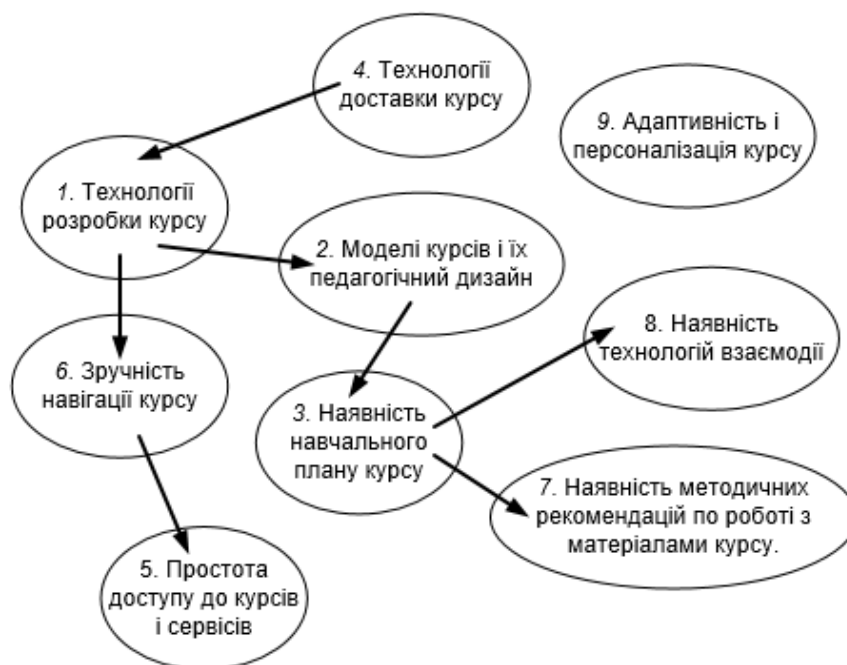 4. Технології
доставки курсу
9. Адаптивність і
персоналізація курсу
1. Технології
розробки курсу
2. Моделі курсів і їх
педагогічний дизайн
8. Наявність
технологій взаємодії
6. Зручність
навігації курсу
3. Наявність
навчального
плану курсу
7. Наявність методичних
рекомендацій по роботі з
матеріалами курсу.
5. Простота
доступу до курсів
і сервісів